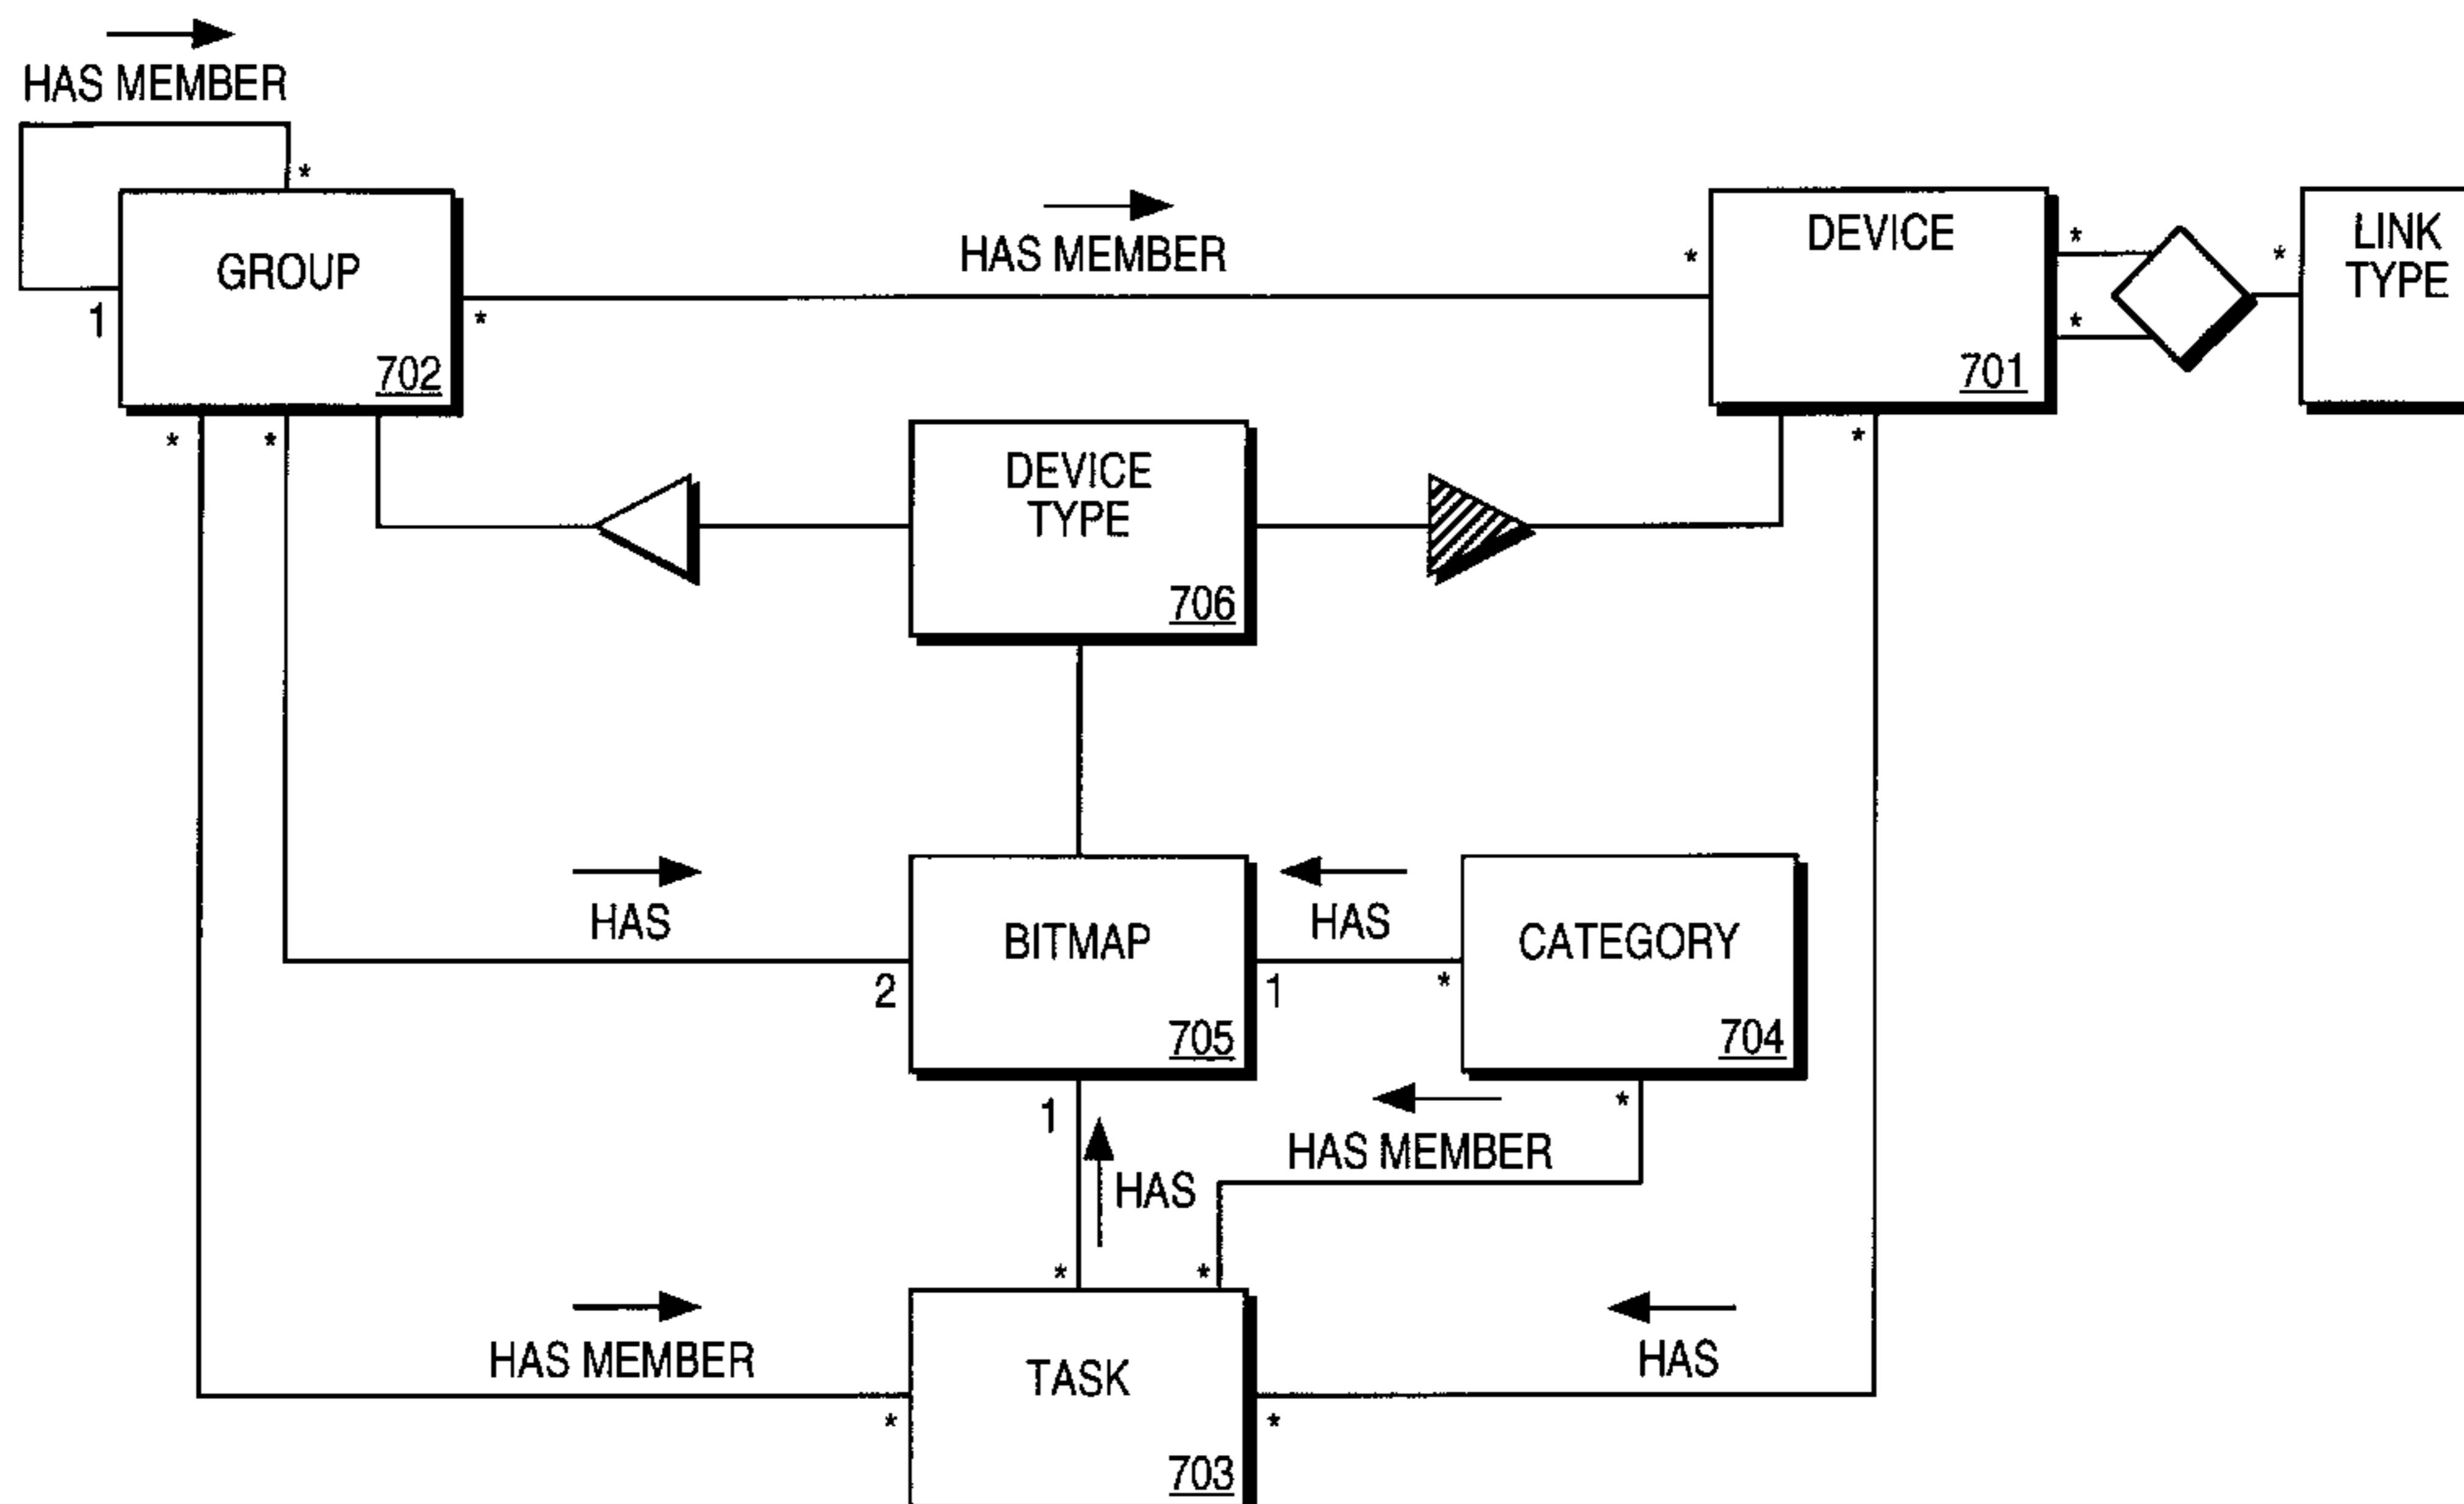 HAS MEMBER
*
GROUP
1
702
*
HAS MEMBER
*
DEVICE
701
*
*
*
LINK
TYPE
*
*
*
DEVICE
TYPE
706
HAS
2
BITMAP
705
HAS
1
*
CATEGORY
704
1
HAS
*
HAS MEMBER
*
*
HAS MEMBER
*
TASK
703
HAS
*